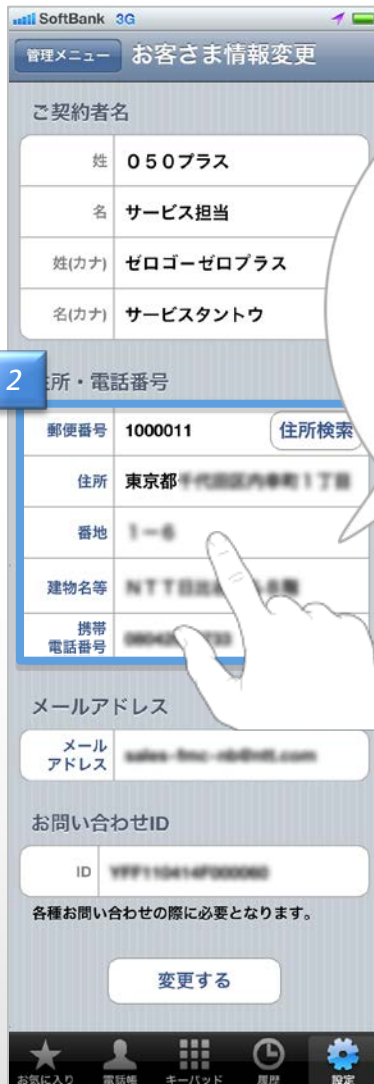 SoftBank 3G
管理メニュー お客さま情報変更
ご契約者名
姓 050プラス
名 サービス担当
姓(カナ) ゼロゴーゼロプラス
名(カナ) サービスタントウ
2 所・電話番号
郵便番号 1000011 住所検索
住所 東京都
番地 1-6
建物名等
携帯
電話番号
メールアドレス
メール
アドレス
お問い合わせID
ID
各種お問い合わせの際に必要となります。
変更する
お気に入り 電話帳 キーパッド 履歴 設定